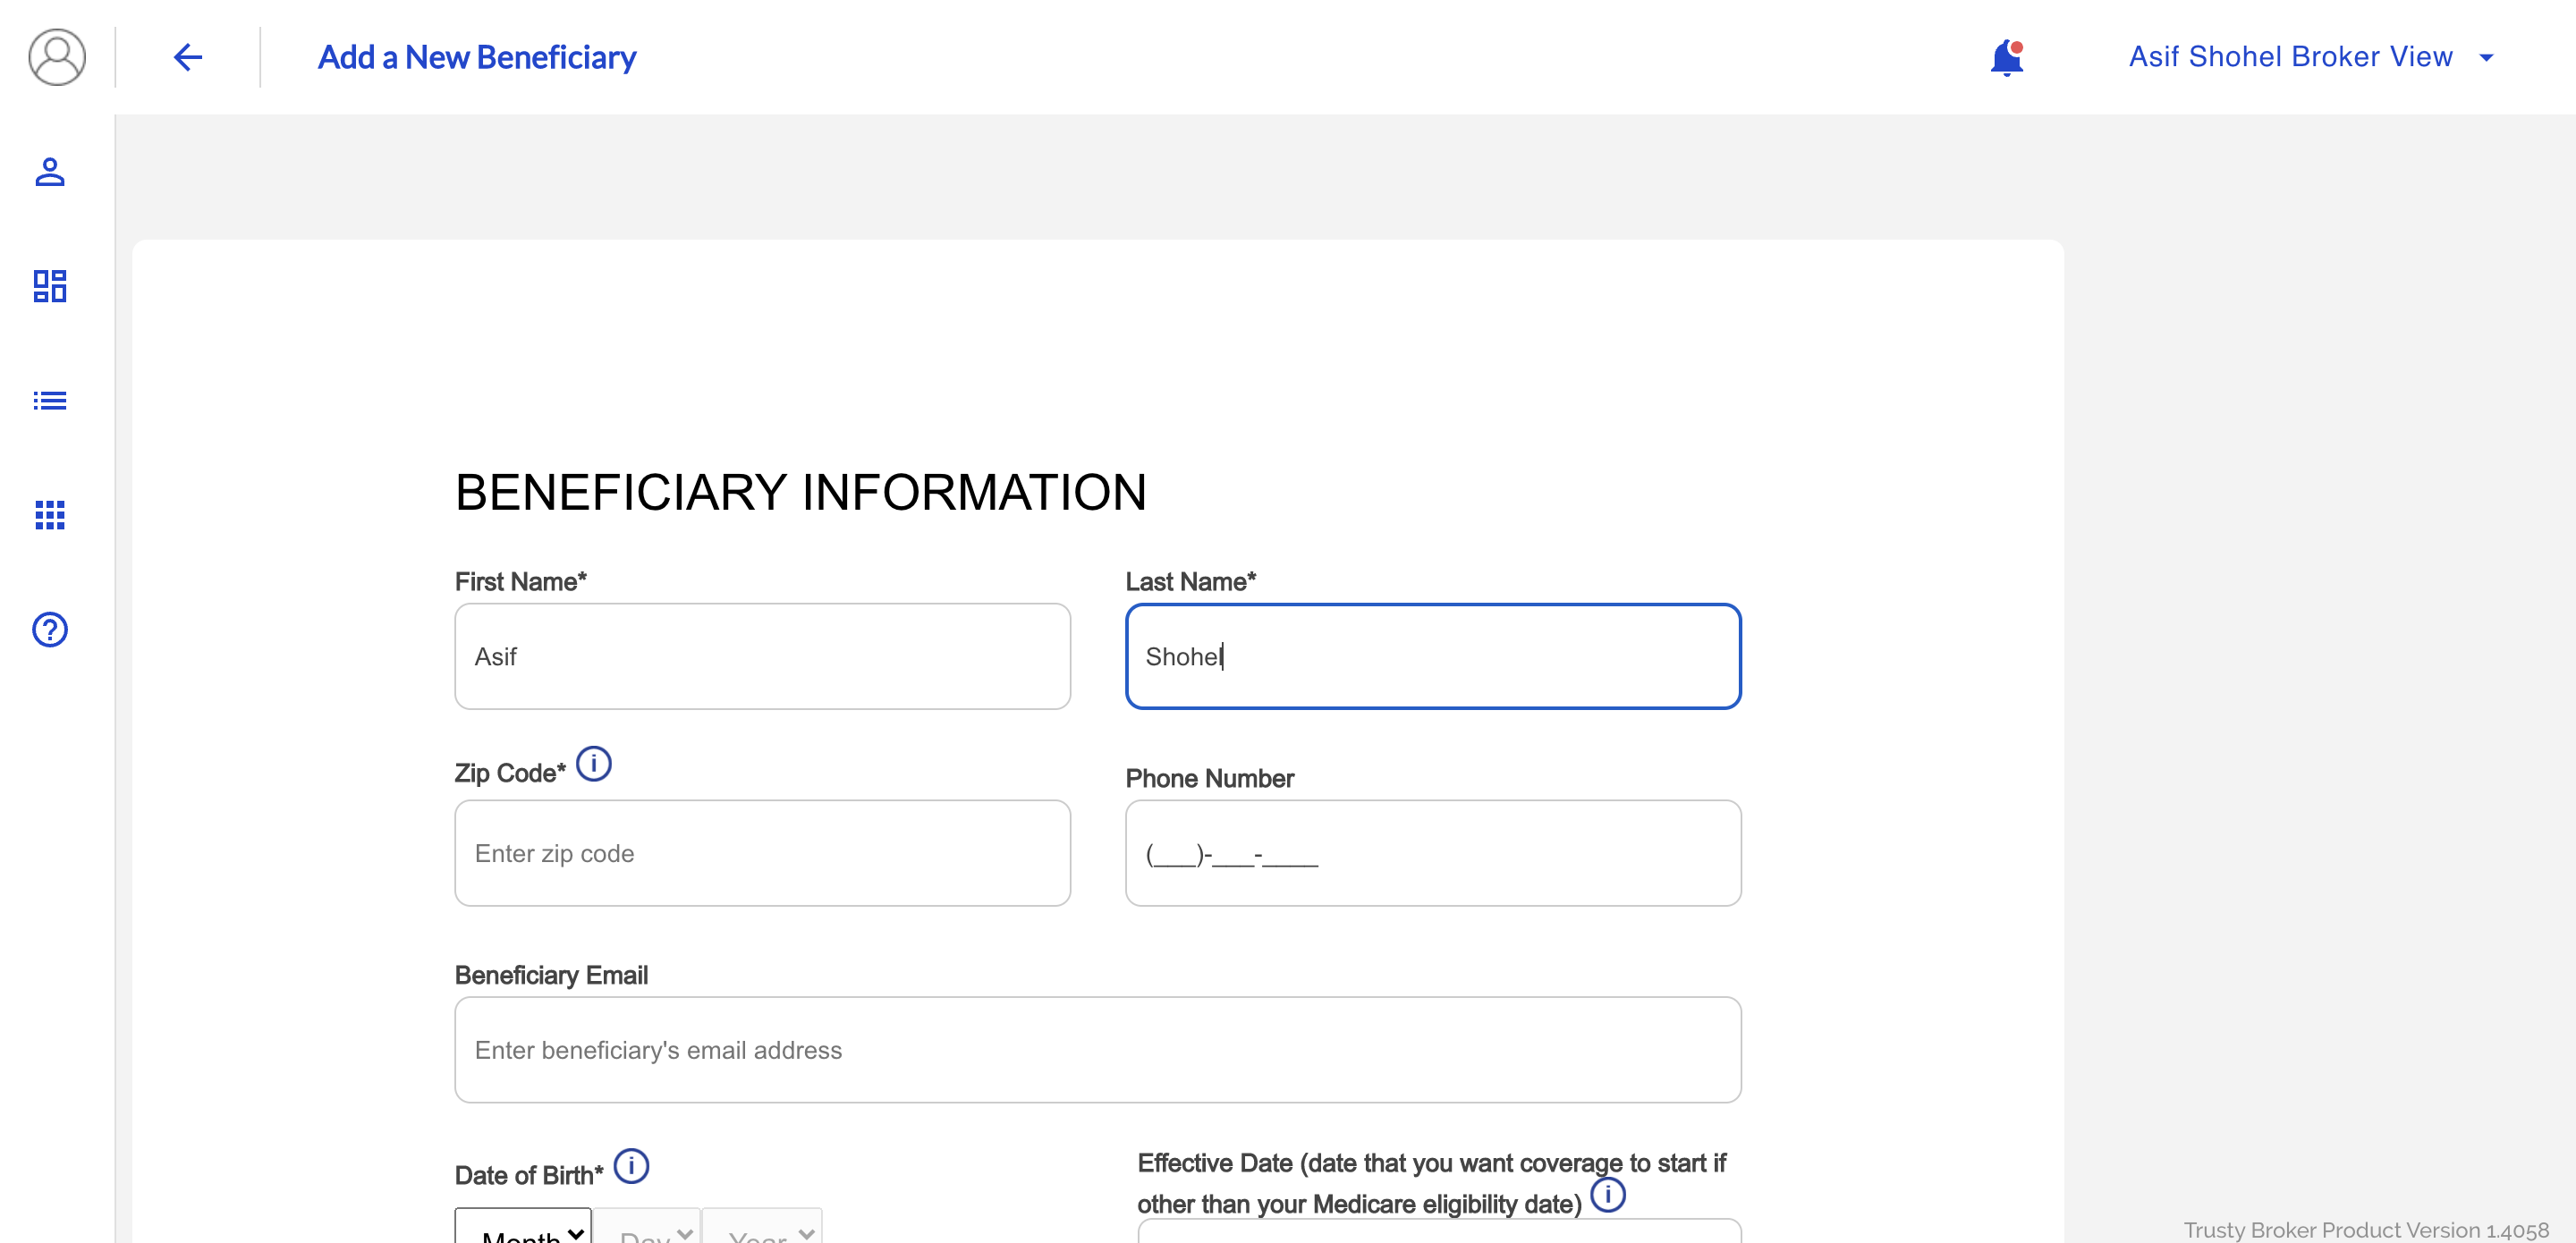 Add a New Beneficiary
Asif Shohel Broker View
BENEFICIARY INFORMATION
First Name*
Last Name*
Asif
Shohel
Zip Code*
Phone Number
Enter zip code
(___)-___-____
Beneficiary Email
Enter beneficiary's email address
Date of Birth*
Effective Date (date that you want coverage to start if
other than your Medicare eligibility date)
Month
Day
Year
Trusty Broker Product Version 1.4058